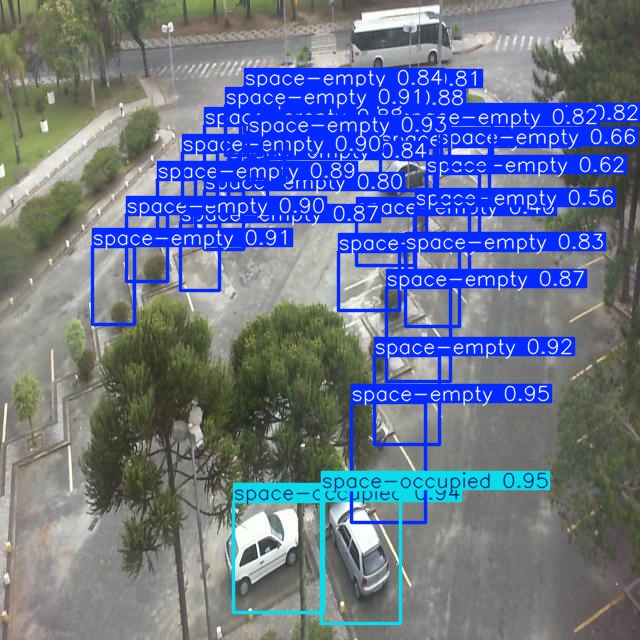 space-empty 0.84
.81
space-empty 0.91
.88
space-empty 0.93
e-empty 0.82
0.82
space-empty 0.66
space-empty 0.90
0.84
space-empty 0.62
space-empty 0.89
space-empty 0.80
space-empty 0.56
space-empty 0.90
space-empty 0.87
space-empty 0.91
space-empty 0.83
space-empty 0.87
space-empty 0.92
space-empty 0.95
space-occupied 0.95
space-occupied 0.94